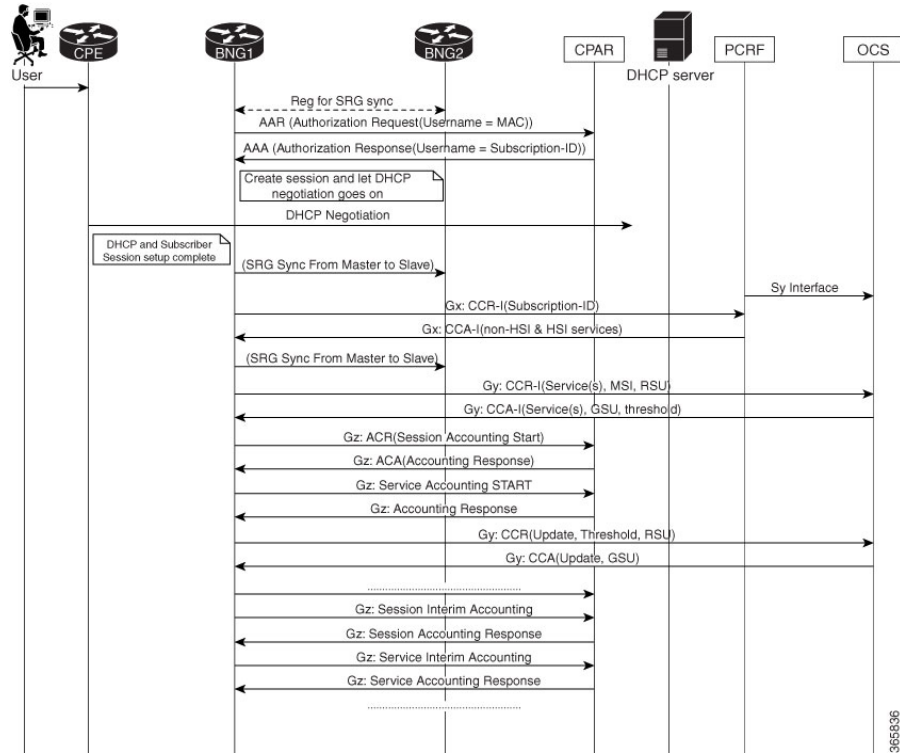 User
CPE
BNG1
BNG2
CPAR
DHCP server
PCRF
OCS
Reg for SRG sync
AAR (Authorization Request(Username = MAC))
AAA (Authorization Response(Username = Subscription-ID))
Create session and let DHCP
negotiation goes on
DHCP Negotiation
DHCP and Subscriber
Session setup complete
(SRG Sync From Master to Slave)
Sy Interface
Gx: CCR-I(Subscription-ID)
Gx: CCA-I(non-HSI & HSI services)
(SRG Sync From Master to Slave)
Gy: CCR-I(Service(s), MSI, RSU)
Gy: CCA-I(Service(s), GSU, threshold)
Gz: ACR(Session Accounting Start)
Gz: ACA(Accounting Response)
Gz: Service Accounting START
Gz: Accounting Response
Gy: CCR(Update, Threshold, RSU)
Gy: CCA(Update, GSU)
Gz: Session Interim Accounting
Gz: Session Accounting Response
Gz: Service Interim Accounting
Gz: Service Accounting Response
365836